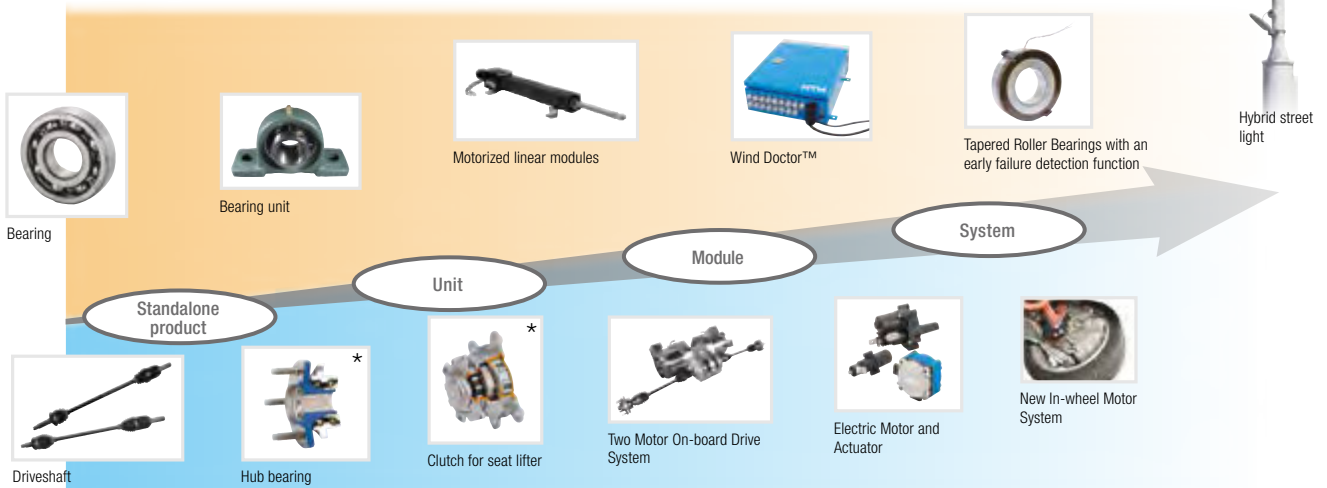 Hybrid street
light
Motorized linear modules
Wind Doctor™
Tapered Roller Bearings with an
early failure detection function
Bearing unit
Bearing
System
Module
Unit
Standalone
product
*
*
Driveshaft
Hub bearing
Clutch for seat lifter
Two Motor On-board Drive
System
Electric Motor and
Actuator
New In-wheel Motor
System
NTN